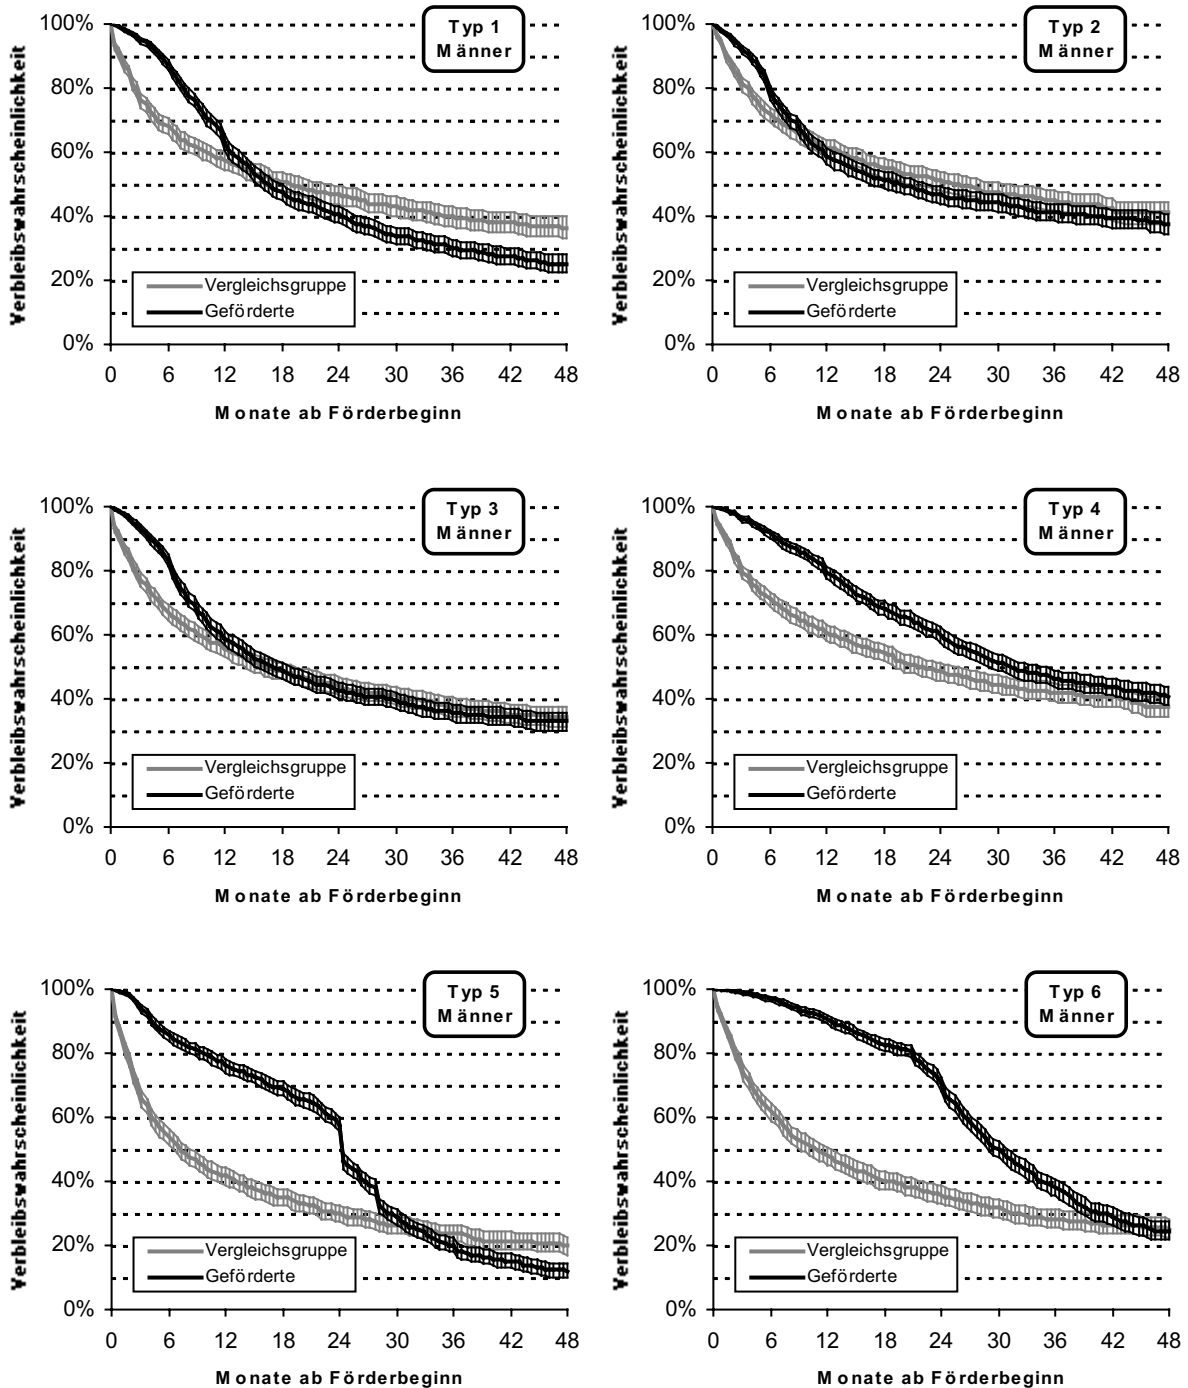 100%
80%
60%
40%
20%
0%
Verbleibswahrscheinlichkeit
Typ 1
Männer
Vergleichsgruppe
Geförderte
0 6 12 18 24 30 36 42 48
Monate ab Förderbeginn
100%
80%
60%
40%
20%
0%
Verbleibswahrscheinlichkeit
Typ 2
Männer
Vergleichsgruppe
Geförderte
0 6 12 18 24 30 36 42 48
Monate ab Förderbeginn
100%
80%
60%
40%
20%
0%
Verbleibswahrscheinlichkeit
Typ 3
Männer
Vergleichsgruppe
Geförderte
0 6 12 18 24 30 36 42 48
Monate ab Förderbeginn
100%
80%
60%
40%
20%
0%
Verbleibswahrscheinlichkeit
Typ 4
Männer
Vergleichsgruppe
Geförderte
0 6 12 18 24 30 36 42 48
Monate ab Förderbeginn
100%
80%
60%
40%
20%
0%
Verbleibswahrscheinlichkeit
Typ 5
Männer
Vergleichsgruppe
Geförderte
0 6 12 18 24 30 36 42 48
Monate ab Förderbeginn
100%
80%
60%
40%
20%
0%
Verbleibswahrscheinlichkeit
Typ 6
Männer
Vergleichsgruppe
Geförderte
0 6 12 18 24 30 36 42 48
Monate ab Förderbeginn